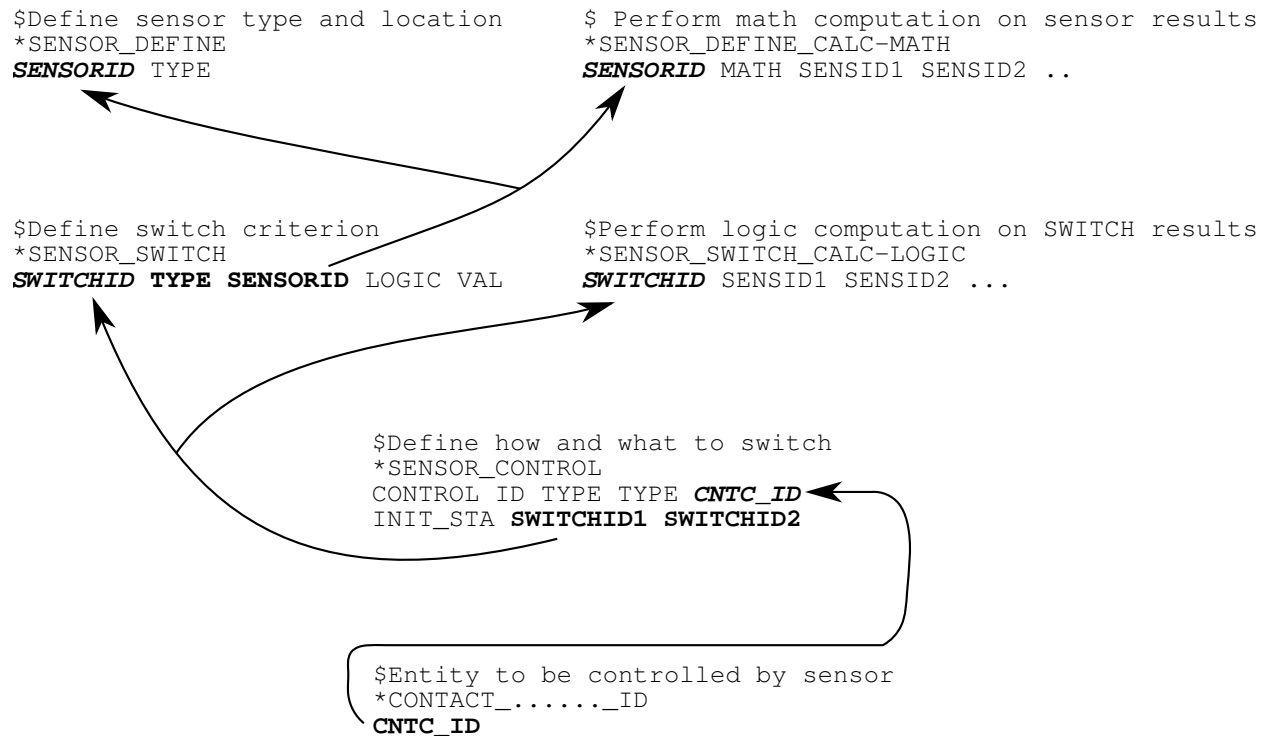 $Define sensor type and location
*SENSOR_DEFINE
SENSORID TYPE
$ Perform math computation on sensor results
*SENSOR_DEFINE_CALC-MATH
SENSORID MATH SENSID1 SENSID2 ..
$Define switch criterion
*SENSOR_SWITCH
SWITCHID TYPE SENSORID LOGIC VAL
$Perform logic computation on SWITCH results
*SENSOR_SWITCH_CALC-LOGIC
SWITCHID SENSID1 SENSID2 ...
$Define how and what to switch
*SENSOR_CONTROL
CONTROL ID TYPE TYPE CNTC_ID
INIT_STA SWITCHID1 SWITCHID2
$Entity to be controlled by sensor
*CONTACT_......_ID
CNTC_ID